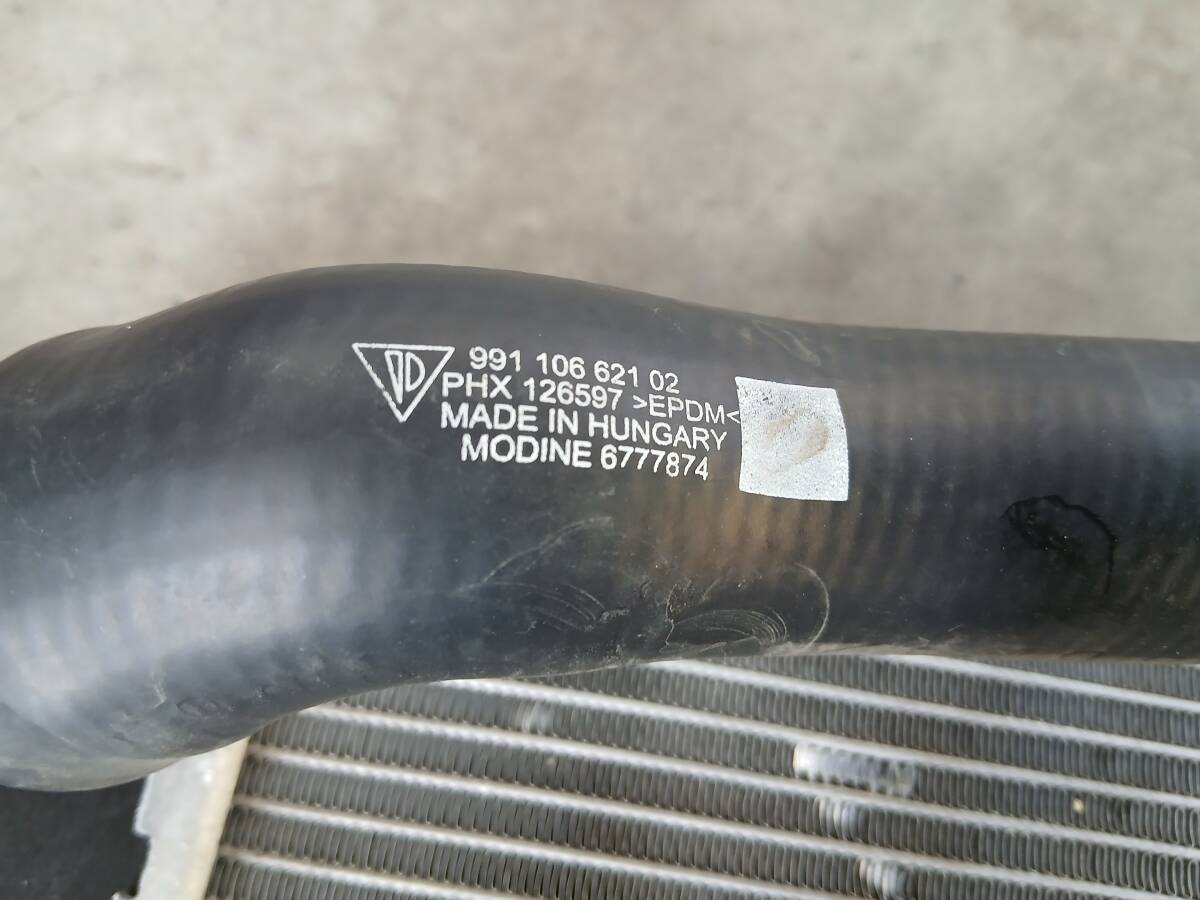 991 106 621 02
PHX 126597 >EPDM<
MADE IN HUNGARY
MODINE 6777874